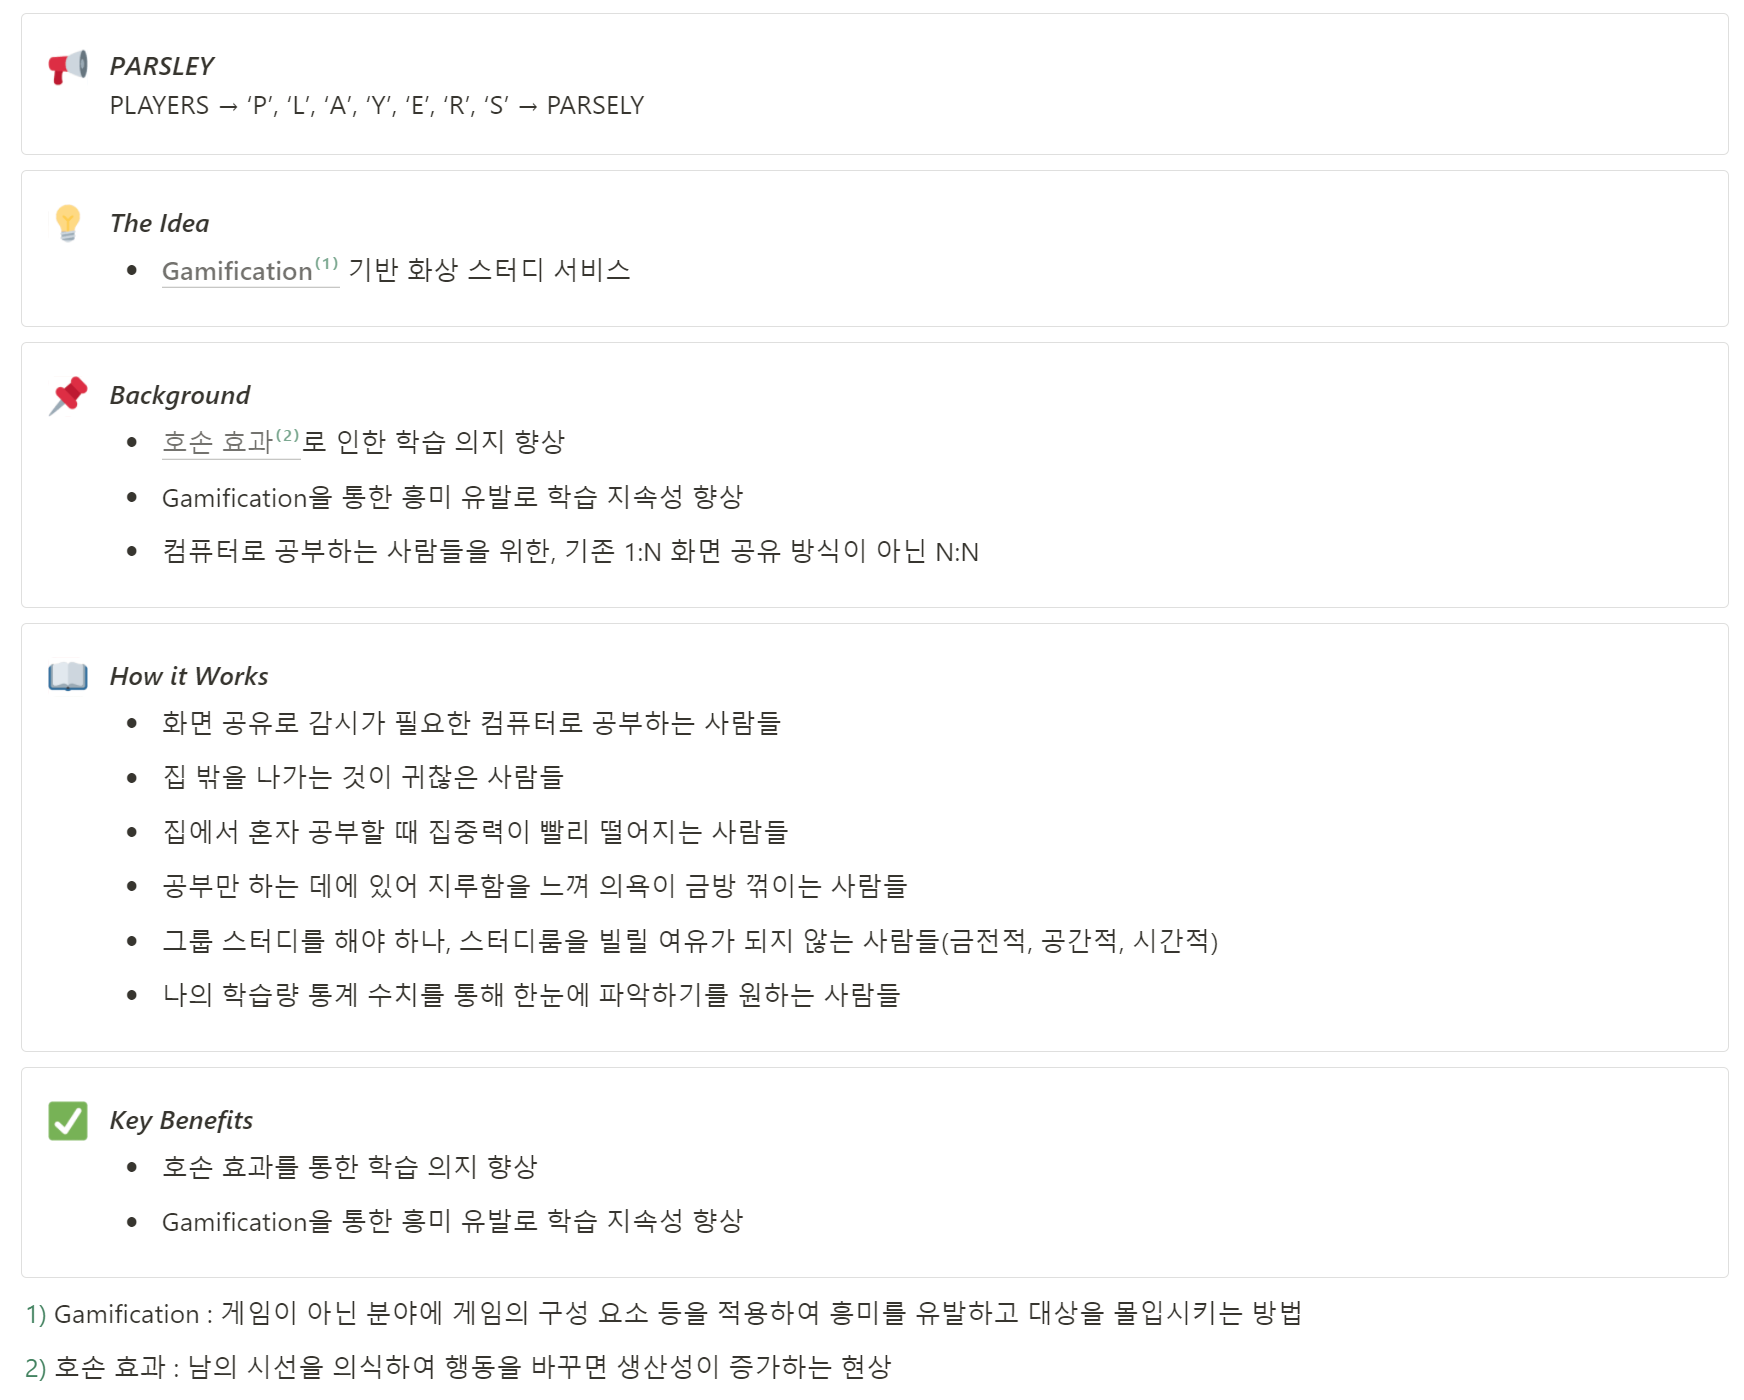 PARSLEY
PLAYERS → ‘P’, ‘L’, ‘A’, ‘Y’, ‘E’, ‘R’, ‘S’ → PARSELY
The Idea
• Gamification⁽¹⁾ 기반 화상 스터디 서비스
Background
• 호손 효과⁽²⁾로 인한 학습 의지 향상
• Gamification을 통한 흥미 유발로 학습 지속성 향상
• 컴퓨터로 공부하는 사람들을 위한, 기존 1:N 화면 공유 방식이 아닌 N:N
How it Works
• 화면 공유로 감시가 필요한 컴퓨터로 공부하는 사람들
• 집 밖을 나가는 것이 귀찮은 사람들
• 집에서 혼자 공부할 때 집중력이 빨리 떨어지는 사람들
• 공부만 하는 데에 있어 지루함을 느껴 의욕이 금방 꺾이는 사람들
• 그룹 스터디를 해야 하나, 스터디룸을 빌릴 여유가 되지 않는 사람들(금전적, 공간적, 시간적)
• 나의 학습량 통계 수치를 통해 한눈에 파악하기를 원하는 사람들
Key Benefits
• 호손 효과를 통한 학습 의지 향상
• Gamification을 통한 흥미 유발로 학습 지속성 향상
1) Gamification : 게임이 아닌 분야에 게임의 구성 요소 등을 적용하여 흥미를 유발하고 대상을 몰입시키는 방법
2) 호손 효과 : 남의 시선을 의식하여 행동을 바꾸면 생산성이 증가하는 현상